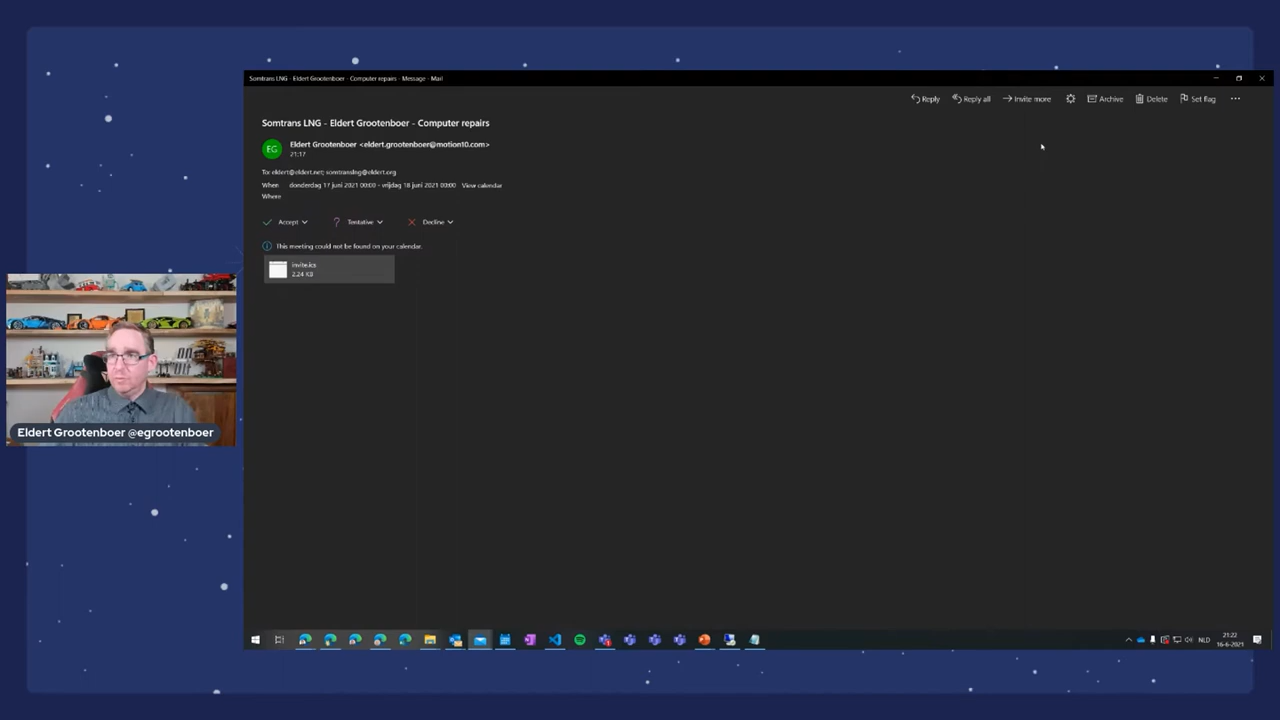 Somtrans LNG - Eldert Grootenboer - Computer repairs - Message - Mail
Reply
Reply all
Invite more
Archive
Delete
Set flag
Somtrans LNG - Eldert Grootenboer - Computer repairs
EG
Eldert Grootenboer <eldert.grootenboer@motion10.com>
21:17
To: eldert@eldert.net; somtranslng@eldert.org
When donderdag 17 juni 2021 00:00 - vrijdag 18 juni 2021 00:00 View calendar
Where
Accept
Tentative
Decline
This meeting could not be found on your calendar.
invite.ics
2.24 KB
Eldert Grootenboer @egrootenboer
NLD
21:22
16-6-2021